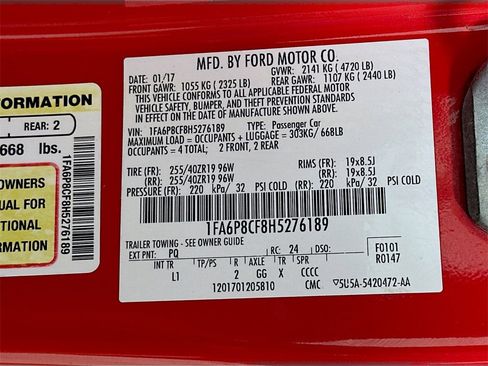 MFD. BY FORD MOTOR CO.
01/17 GVWR: 2141 KG ( 4720 LB)
FRONT GAWR: 1055 KG ( 2325 LB) REAR GAWR: 1107 KG ( 2440 LB)
THIS VEHICLE CONFORMS TO ALL APPLICABLE FEDERAL MOTOR
VEHICLE SAFETY, BUMPER, AND THEFT PREVENTION STANDARDS
IN EFFECT ON THE DATE OF MANUFACTURE SHOWN ABOVE.
VIN: 1FA6P8CF8H5276189 TYPE: Passenger Car
MAXIMUM LOAD = OCCUPANTS + LUGGAGE = 303KG/ 668LB
OCCUPANTS = 4 TOTAL; 2 FRONT, 2 REAR
TIRE (FR): 255/40ZR19 96W RIMS (FR): 19x8.5J
TIRE (RR): 255/40ZR19 96W RIMS (RR): 19x8.5J
PRESSURE (FR): 220 kPa/ 32 PSI COLD PRESSURE (RR): 220 kPa/ 32 PSI COLD
1FA6P8CF8H5276189
TRAILER TOWING - SEE OWNER GUIDE
EXT PNT: PQ RC: 24 DSO: F0101
R0147
INT TR TP/PS R AXLE TR SPR
L1 2 GG X CCCC
1201701205810 CMC 5U5A-5420472-AA
FORMATION
REAR: 2
668 lbs.
OWNERS
UAL FOR
ITIONAL
MATION
1FA6P8CF8H5276189